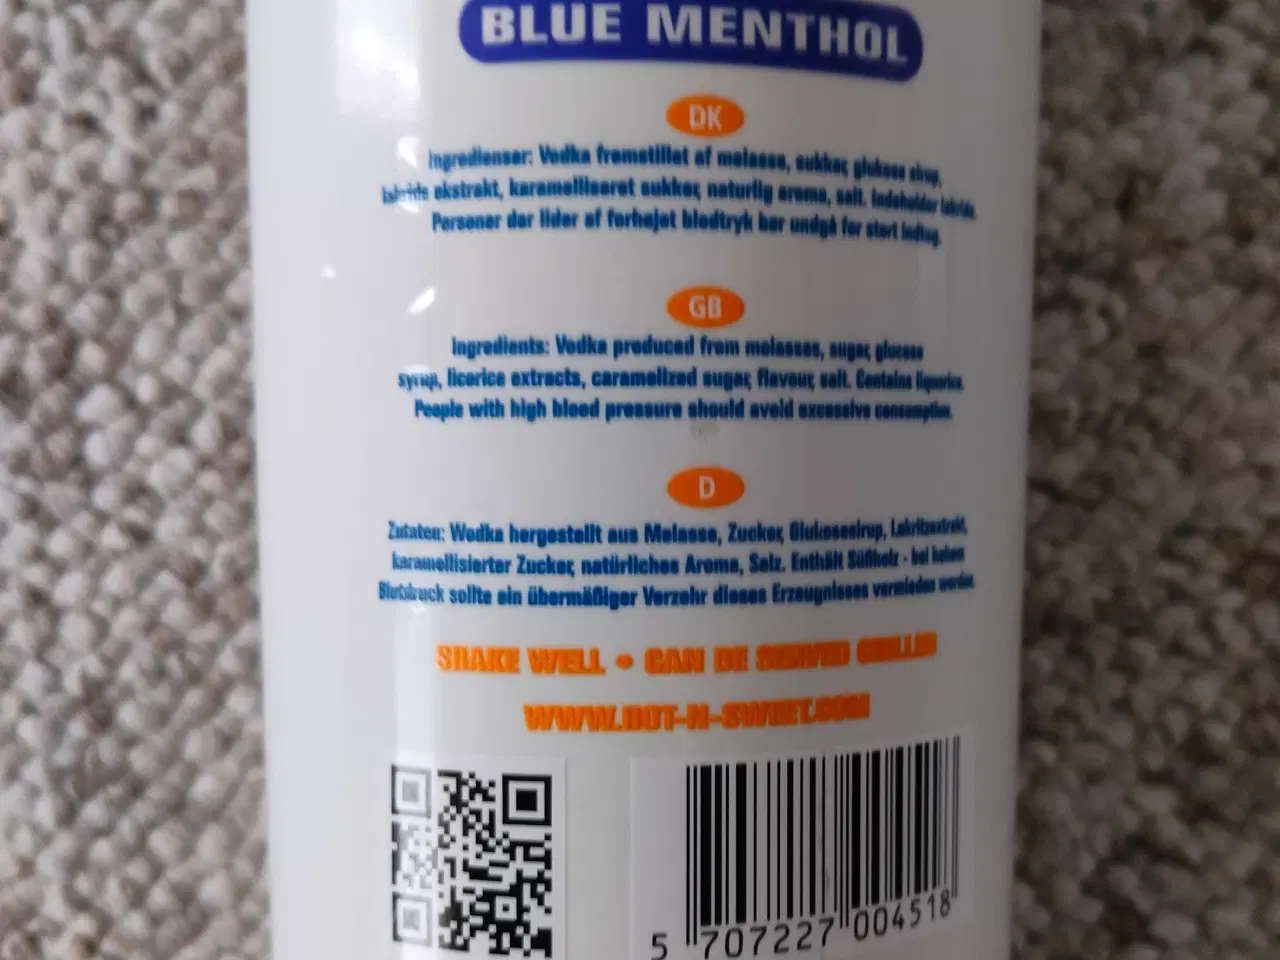 BLUE MENTHOL
DK
Ingredienser: Vodka fremstillet af melasse, sukker, glukose sirup,
lakrids ekstrakt, karamelliseret sukker, naturlig aroma, salt. Indeholder lakrids.
Personer der lider af forhøjet blodtryk bør undgå for stort indtag.
GB
Ingredients: Vodka produced from molasses, sugar, glucose
syrup, licorice extracts, caramelized sugar, flavour, salt. Contains liquorice.
People with high blood pressure should avoid excessive consumption.
D
Zutaten: Wodka hergestellt aus Melasse, Zucker, Glukosesirup, Lakritzextrakt,
karamellisierter Zucker, natürliches Aroma, Salz. Enthält Süßholz - bei hohem
Blutdruck sollte ein übermäßiger Verzehr dieses Erzeugnisses vermieden werden.
SHAKE WELL • CAN BE SERVED CHILLED
WWW.HOT-N-SWEET.COM
5 707227 004518